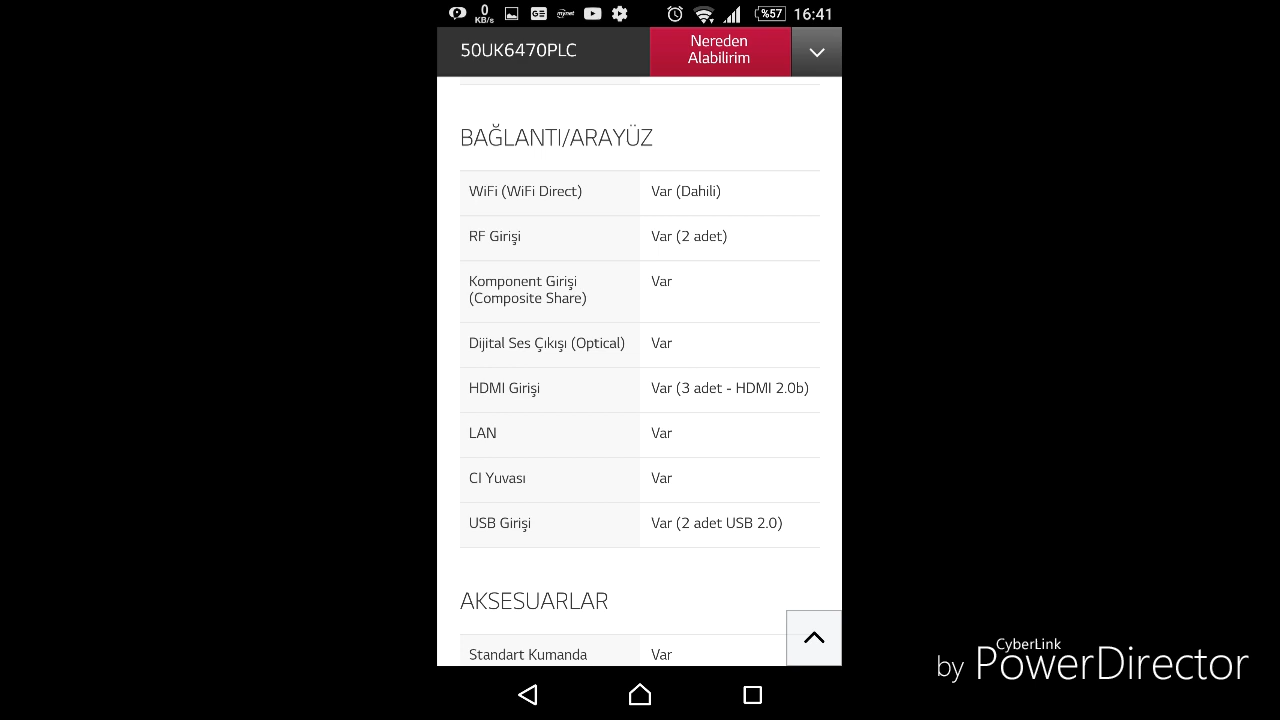 0
KB/s
GE
mynet
%57
16:41
50UK6470PLC
Nereden
Alabilirim
BAĞLANTI/ARAYÜZ
WiFi (WiFi Direct) Var (Dahili)
RF Girişi Var (2 adet)
Komponent Girişi Var
(Composite Share)
Dijital Ses Çıkışı (Optical) Var
HDMI Girişi Var (3 adet - HDMI 2.0b)
LAN Var
CI Yuvası Var
USB Girişi Var (2 adet USB 2.0)
AKSESUARLAR
Standart Kumanda Var
CyberLink
by PowerDirector